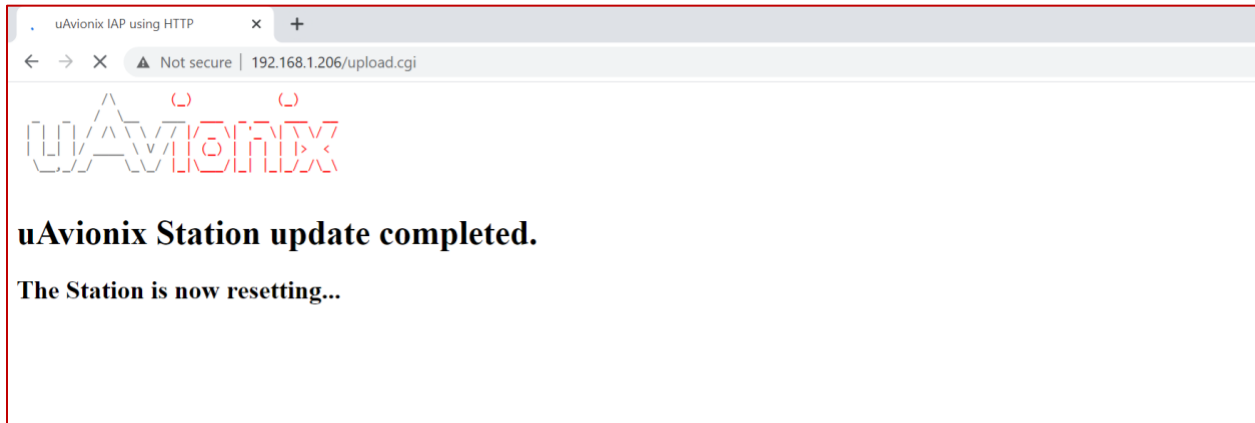 uAvionix IAP using HTTP
Not secure | 192.168.1.206/upload.cgi
uAvionix
uAvionix Station update completed.
The Station is now resetting...